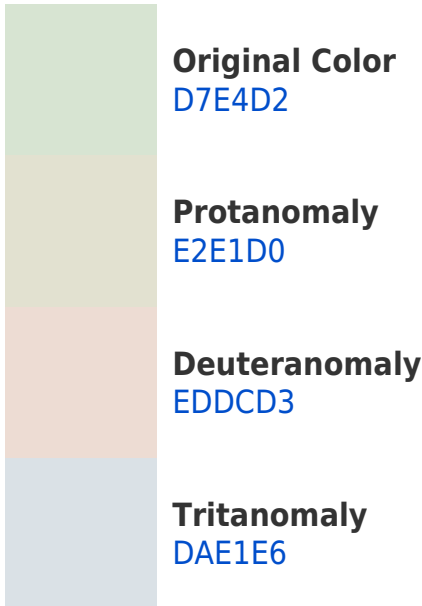 Original Color
D7E4D2
Protanomaly
E2E1D0
Deuteranomaly
EDDCD3
Tritanomaly
DAE1E6